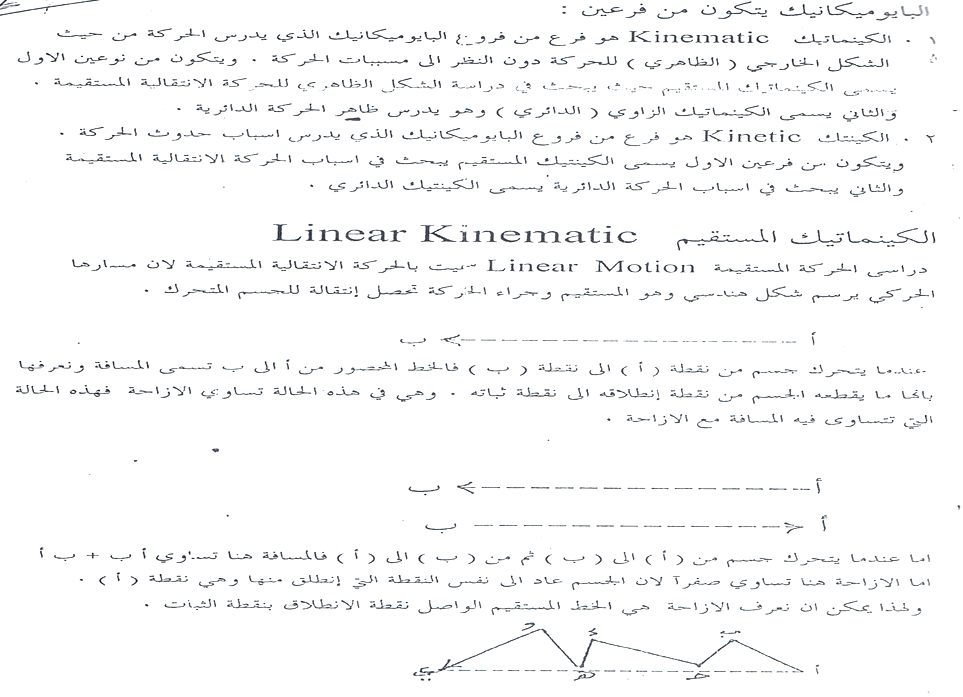 البايوميكانيك يتكون من فرعين :
١ . الكينماتيك Kinematic هو فرع من فروع البايوميكانيك الذي يدرس الحركة من حيث
الشكل الخارجي ( الظاهري ) للحركة دون النظر الى مسببات الحركة . ويتكون من نوعين الاول
يسمى الكينماتيك المستقيم حيث يبحث في دراسة الشكل الظاهري للحركة الانتقالية المستقيمة .
والثاني يسمى الكينماتيك الزاوي ( الدائري ) وهو يدرس ظاهر الحركة الدائرية .
٢ . الكينتك Kinetic هو فرع من فروع البايوميكانيك الذي يدرس اسباب حدوث الحركة .
ويتكون من فرعين الاول يسمى الكينتيك المستقيم يبحث في اسباب الحركة الانتقالية المستقيمة
والثاني يبحث في اسباب الحركة الدائرية يسمى الكينتيك الدائري .
الكينماتيك المستقيم Linear Kinematic
دراسى الحركة المستقيمة Linear Motion سميت بالحركة الانتقالية المستقيمة لان مسارها
الحركي يرسم شكل هندسي وهو المستقيم وجراء الحركة تحصل إنتقالة للجسم المتحرك .
أ ب
عندما يتحرك جسم من نقطة ( أ ) الى نقطة ( ب ) فالخط المحصور من أ الى ب تسمى المسافة ونعرفها
بانها ما يقطعه الجسم من نقطة إنطلاقه الى نقطة ثباته . وهي في هذه الحالة تساوي الازاحة فهذه الحالة
التي تتساوى فيه المسافة مع الازاحة .
أ ب
أ ب
اما عندما يتحرك جسم من ( أ ) الى ( ب ) ثم من ( ب ) الى ( أ ) فالمسافة هنا تساوي أ ب + ب أ
اما الازاحة هنا تساوي صفرآ لان الجسم عاد الى نفس النقطة التي إنطلق منها وهي نقطة ( أ ) .
ولهذا يمكن ان نعرف الازاحة هي الخط المستقيم الواصل نقطة الانطلاق بنقطة الثبات .
و ء ب
أ ح هـ ي